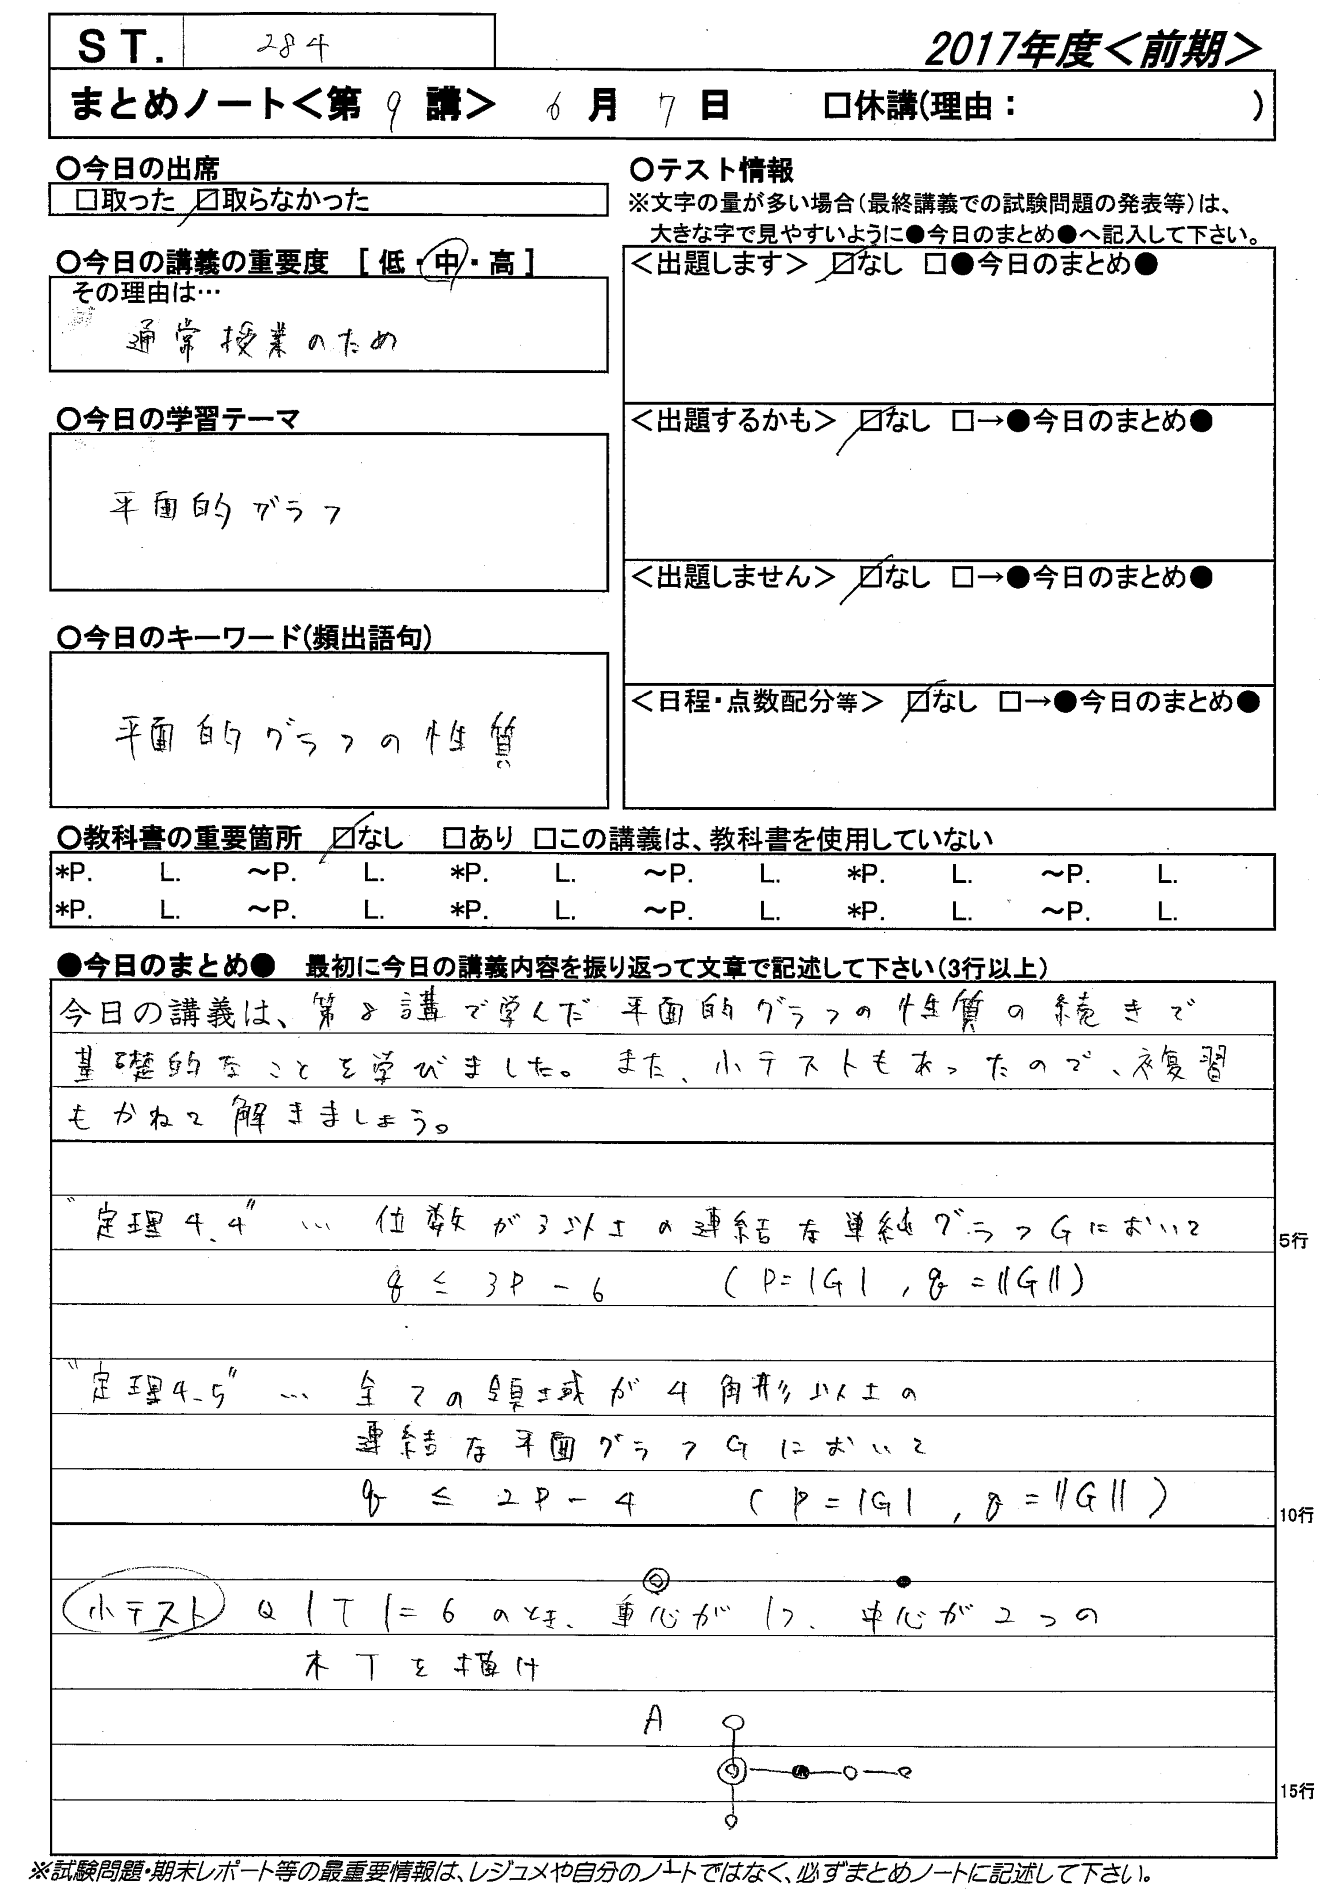 ST. 284
2017年度＜前期＞
まとめノート＜第 9 講＞ 6 月 7 日 □休講(理由： )
○今日の出席
□取った ☑取らなかった
○今日の講義の重要度 [ 低・中・高 ]
その理由は…
通常授業のため
○今日の学習テーマ
平面的グラフ
○今日のキーワード(頻出語句)
平面的グラフの性質
○テスト情報
※文字の量が多い場合(最終講義での試験問題の発表等)は、
大きな字で見やすいように●今日のまとめ●へ記入して下さい。
＜出題します＞ ☑なし □●今日のまとめ●
＜出題するかも＞ ☑なし □→●今日のまとめ●
＜出題しません＞ ☑なし □→●今日のまとめ●
＜日程・点数配分等＞ ☑なし □→●今日のまとめ●
○教科書の重要箇所 ☑なし □あり □この講義は、教科書を使用していない
*P. L. ～P. L. *P. L. ～P. L. *P. L. ～P. L.
*P. L. ～P. L. *P. L. ～P. L. *P. L. ～P. L.
●今日のまとめ● 最初に今日の講義内容を振り返って文章で記述して下さい(3行以上)
今日の講義は、第8講で学んだ平面的グラフの性質の続きで
基礎的なことを学びました。また、小テストもあったので、複習
もかねて解きましょう。
"定理4.4" … 位数が3以上の連結な単純グラフGにおいて
5行
q ≤ 3P - 6 (P=|G|, q=||G||)
"定理4.5" … 全ての領域が4角形以上の
連結な平面グラフGにおいて
q ≤ 2P - 4 (P=|G|, q=||G||)
10行
小テスト Q |T|=6 のとき、重心が1つ、中心が2つの
木Tを描け
A
15行
※試験問題・期末レポート等の最重要情報は、レジュメや自分のノートではなく、必ずまとめノートに記述して下さい。